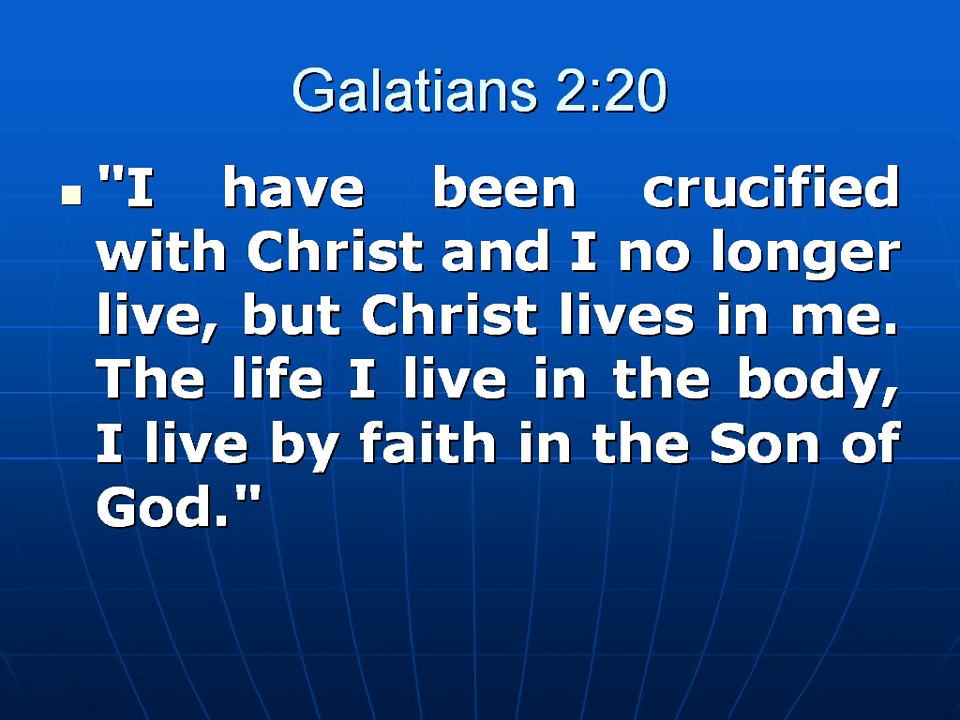 Galatians 2:20
"I have been crucified
with Christ and I no longer
live, but Christ lives in me.
The life I live in the body,
I live by faith in the Son of
God."